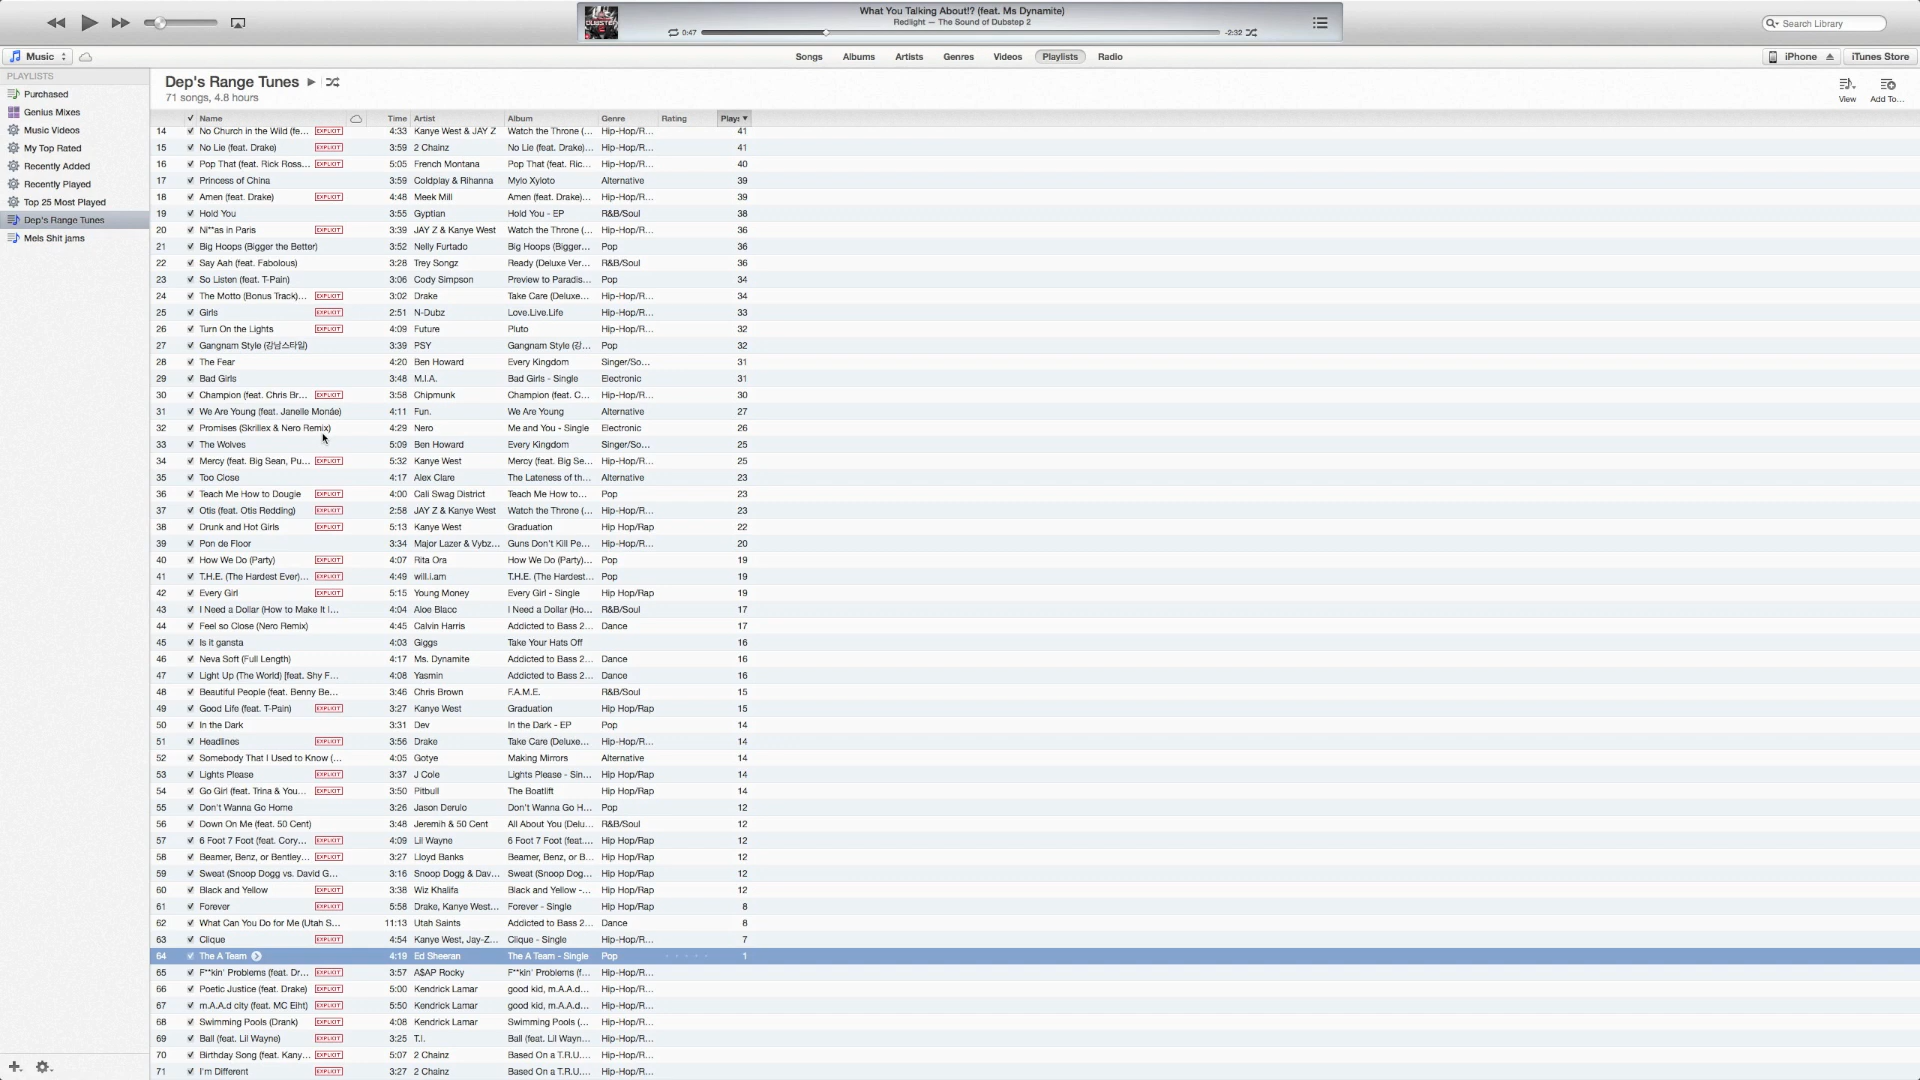 What You Talking About!? (feat. Ms Dynamite)
Redlight — The Sound of Dubstep 2
0:47 -2:32
Search Library
Music Songs Albums Artists Genres Videos Playlists Radio iPhone iTunes Store
PLAYLISTS
Purchased
Genius Mixes
Music Videos
My Top Rated
Recently Added
Recently Played
Top 25 Most Played
Dep's Range Tunes
Mels Shit jams
Dep's Range Tunes
71 songs, 4.8 hours
View Add To...
Name Time Artist Album Genre Rating Plays
14 No Church in the Wild (fe... EXPLICIT 4:33 Kanye West & JAY Z Watch the Throne (... Hip-Hop/R... 41
15 No Lie (feat. Drake) EXPLICIT 3:59 2 Chainz No Lie (feat. Drake)... Hip-Hop/R... 41
16 Pop That (feat. Rick Ross... EXPLICIT 5:05 French Montana Pop That (feat. Ric... Hip-Hop/R... 40
17 Princess of China 3:59 Coldplay & Rihanna Mylo Xyloto Alternative 39
18 Amen (feat. Drake) EXPLICIT 4:48 Meek Mill Amen (feat. Drake)... Hip-Hop/R... 39
19 Hold You 3:55 Gyptian Hold You - EP R&B/Soul 38
20 Ni**as in Paris EXPLICIT 3:39 JAY Z & Kanye West Watch the Throne (... Hip-Hop/R... 36
21 Big Hoops (Bigger the Better) 3:52 Nelly Furtado Big Hoops (Bigger... Pop 36
22 Say Aah (feat. Fabolous) 3:28 Trey Songz Ready (Deluxe Ver... R&B/Soul 36
23 So Listen (feat. T-Pain) 3:06 Cody Simpson Preview to Paradis... Pop 34
24 The Motto (Bonus Track)... EXPLICIT 3:02 Drake Take Care (Deluxe... Hip-Hop/R... 34
25 Girls EXPLICIT 2:51 N-Dubz Love.Live.Life Hip-Hop/R... 33
26 Turn On the Lights EXPLICIT 4:09 Future Pluto Hip-Hop/R... 32
27 Gangnam Style (강남스타일) 3:39 PSY Gangnam Style (강... Pop 32
28 The Fear 4:20 Ben Howard Every Kingdom Singer/So... 31
29 Bad Girls 3:48 M.I.A. Bad Girls - Single Electronic 31
30 Champion (feat. Chris Br... EXPLICIT 3:58 Chipmunk Champion (feat. C... Hip-Hop/R... 30
31 We Are Young (feat. Janelle Monáe) 4:11 Fun. We Are Young Alternative 27
32 Promises (Skrillex & Nero Remix) 4:29 Nero Me and You - Single Electronic 26
33 The Wolves 5:09 Ben Howard Every Kingdom Singer/So... 25
34 Mercy (feat. Big Sean, Pu... EXPLICIT 5:32 Kanye West Mercy (feat. Big Se... Hip-Hop/R... 25
35 Too Close 4:17 Alex Clare The Lateness of th... Alternative 23
36 Teach Me How to Dougie EXPLICIT 4:00 Cali Swag District Teach Me How to... Pop 23
37 Otis (feat. Otis Redding) EXPLICIT 2:58 JAY Z & Kanye West Watch the Throne (... Hip-Hop/R... 23
38 Drunk and Hot Girls EXPLICIT 5:13 Kanye West Graduation Hip Hop/Rap 22
39 Pon de Floor 3:34 Major Lazer & Vybz... Guns Don't Kill Pe... Hip-Hop/R... 20
40 How We Do (Party) EXPLICIT 4:07 Rita Ora How We Do (Party)... Pop 19
41 T.H.E. (The Hardest Ever)... EXPLICIT 4:49 will.i.am T.H.E. (The Hardest... Pop 19
42 Every Girl EXPLICIT 5:15 Young Money Every Girl - Single Hip Hop/Rap 19
43 I Need a Dollar (How to Make It I... 4:04 Aloe Blacc I Need a Dollar (Ho... R&B/Soul 17
44 Feel so Close (Nero Remix) 4:45 Calvin Harris Addicted to Bass 2... Dance 17
45 Is it gansta 4:03 Giggs Take Your Hats Off 16
46 Neva Soft (Full Length) 4:17 Ms. Dynamite Addicted to Bass 2... Dance 16
47 Light Up (The World) [feat. Shy F... 4:08 Yasmin Addicted to Bass 2... Dance 16
48 Beautiful People (feat. Benny Be... 3:46 Chris Brown F.A.M.E. R&B/Soul 15
49 Good Life (feat. T-Pain) EXPLICIT 3:27 Kanye West Graduation Hip Hop/Rap 15
50 In the Dark 3:31 Dev In the Dark - EP Pop 14
51 Headlines EXPLICIT 3:56 Drake Take Care (Deluxe... Hip-Hop/R... 14
52 Somebody That I Used to Know (... 4:05 Gotye Making Mirrors Alternative 14
53 Lights Please EXPLICIT 3:37 J Cole Lights Please - Sin... Hip Hop/Rap 14
54 Go Girl (feat. Trina & You... EXPLICIT 3:50 Pitbull The Boatlift Hip Hop/Rap 14
55 Don't Wanna Go Home 3:26 Jason Derulo Don't Wanna Go H... Pop 12
56 Down On Me (feat. 50 Cent) 3:48 Jeremih & 50 Cent All About You (Delu... R&B/Soul 12
57 6 Foot 7 Foot (feat. Cory... EXPLICIT 4:09 Lil Wayne 6 Foot 7 Foot (feat.... Hip Hop/Rap 12
58 Beamer, Benz, or Bentley... EXPLICIT 3:27 Lloyd Banks Beamer, Benz, or B... Hip Hop/Rap 12
59 Sweat (Snoop Dogg vs. David G... 3:16 Snoop Dogg & Dav... Sweat (Snoop Dog... Hip Hop/Rap 12
60 Black and Yellow EXPLICIT 3:38 Wiz Khalifa Black and Yellow -... Hip Hop/Rap 12
61 Forever EXPLICIT 5:58 Drake, Kanye West... Forever - Single Hip Hop/Rap 8
62 What Can You Do for Me (Utah S... 11:13 Utah Saints Addicted to Bass 2... Dance 8
63 Clique EXPLICIT 4:54 Kanye West, Jay-Z... Clique - Single Hip-Hop/R... 7
64 The A Team 4:19 Ed Sheeran The A Team - Single Pop 1
65 F**kin' Problems (feat. Dr... EXPLICIT 3:57 A$AP Rocky F**kin' Problems (f... Hip-Hop/R...
66 Poetic Justice (feat. Drake) EXPLICIT 5:00 Kendrick Lamar good kid, m.A.A.d... Hip-Hop/R...
67 m.A.A.d city (feat. MC Eiht) EXPLICIT 5:50 Kendrick Lamar good kid, m.A.A.d... Hip-Hop/R...
68 Swimming Pools (Drank) EXPLICIT 4:08 Kendrick Lamar Swimming Pools (... Hip-Hop/R...
69 Ball (feat. Lil Wayne) EXPLICIT 3:25 T.I. Ball (feat. Lil Wayn... Hip-Hop/R...
70 Birthday Song (feat. Kany... EXPLICIT 5:07 2 Chainz Based On a T.R.U.... Hip-Hop/R...
71 I'm Different EXPLICIT 3:27 2 Chainz Based On a T.R.U.... Hip-Hop/R...